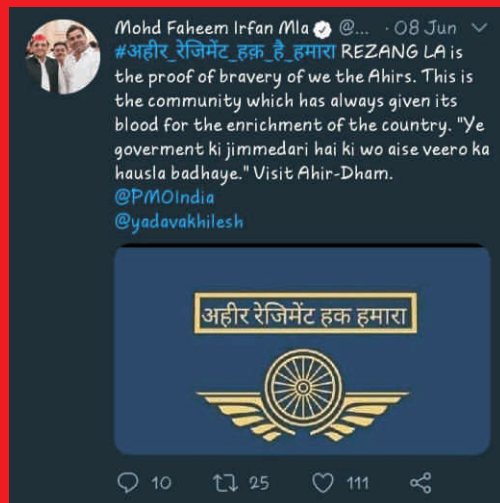 Mohd Faheem Irfan Mla @... · 08 Jun
#अहीर_रेजिमेंट_हक़_है_हमारा REZANG LA is
the proof of bravery of we the Ahirs. This is
the community which has always given its
blood for the enrichment of the country. "Ye
goverment ki jimmedari hai ki wo aise veero ka
hausla badhaye." Visit Ahir-Dham.
@PMOIndia
@yadavakhilesh
अहीर रेजिमेंट हक हमारा
10 25 111